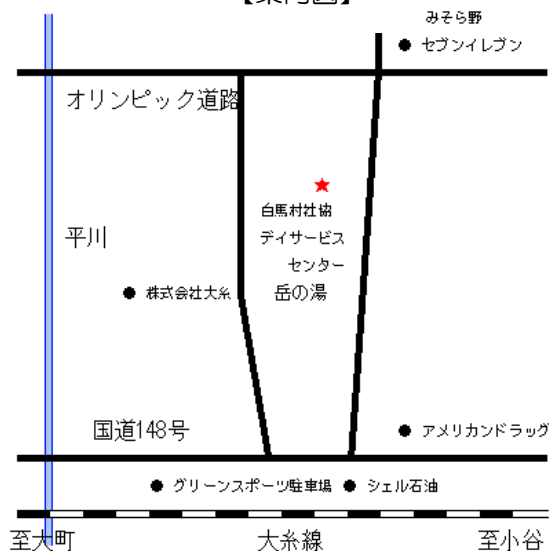 【案内図】
みそら野
セブンイレブン
オリンピック道路
白馬村社協
平川
デイサービス
センター
株式会社大糸
岳の湯
国道148号
アメリカンドラッグ
グリーンスポーツ駐車場
シェル石油
至大町
大糸線
至小谷